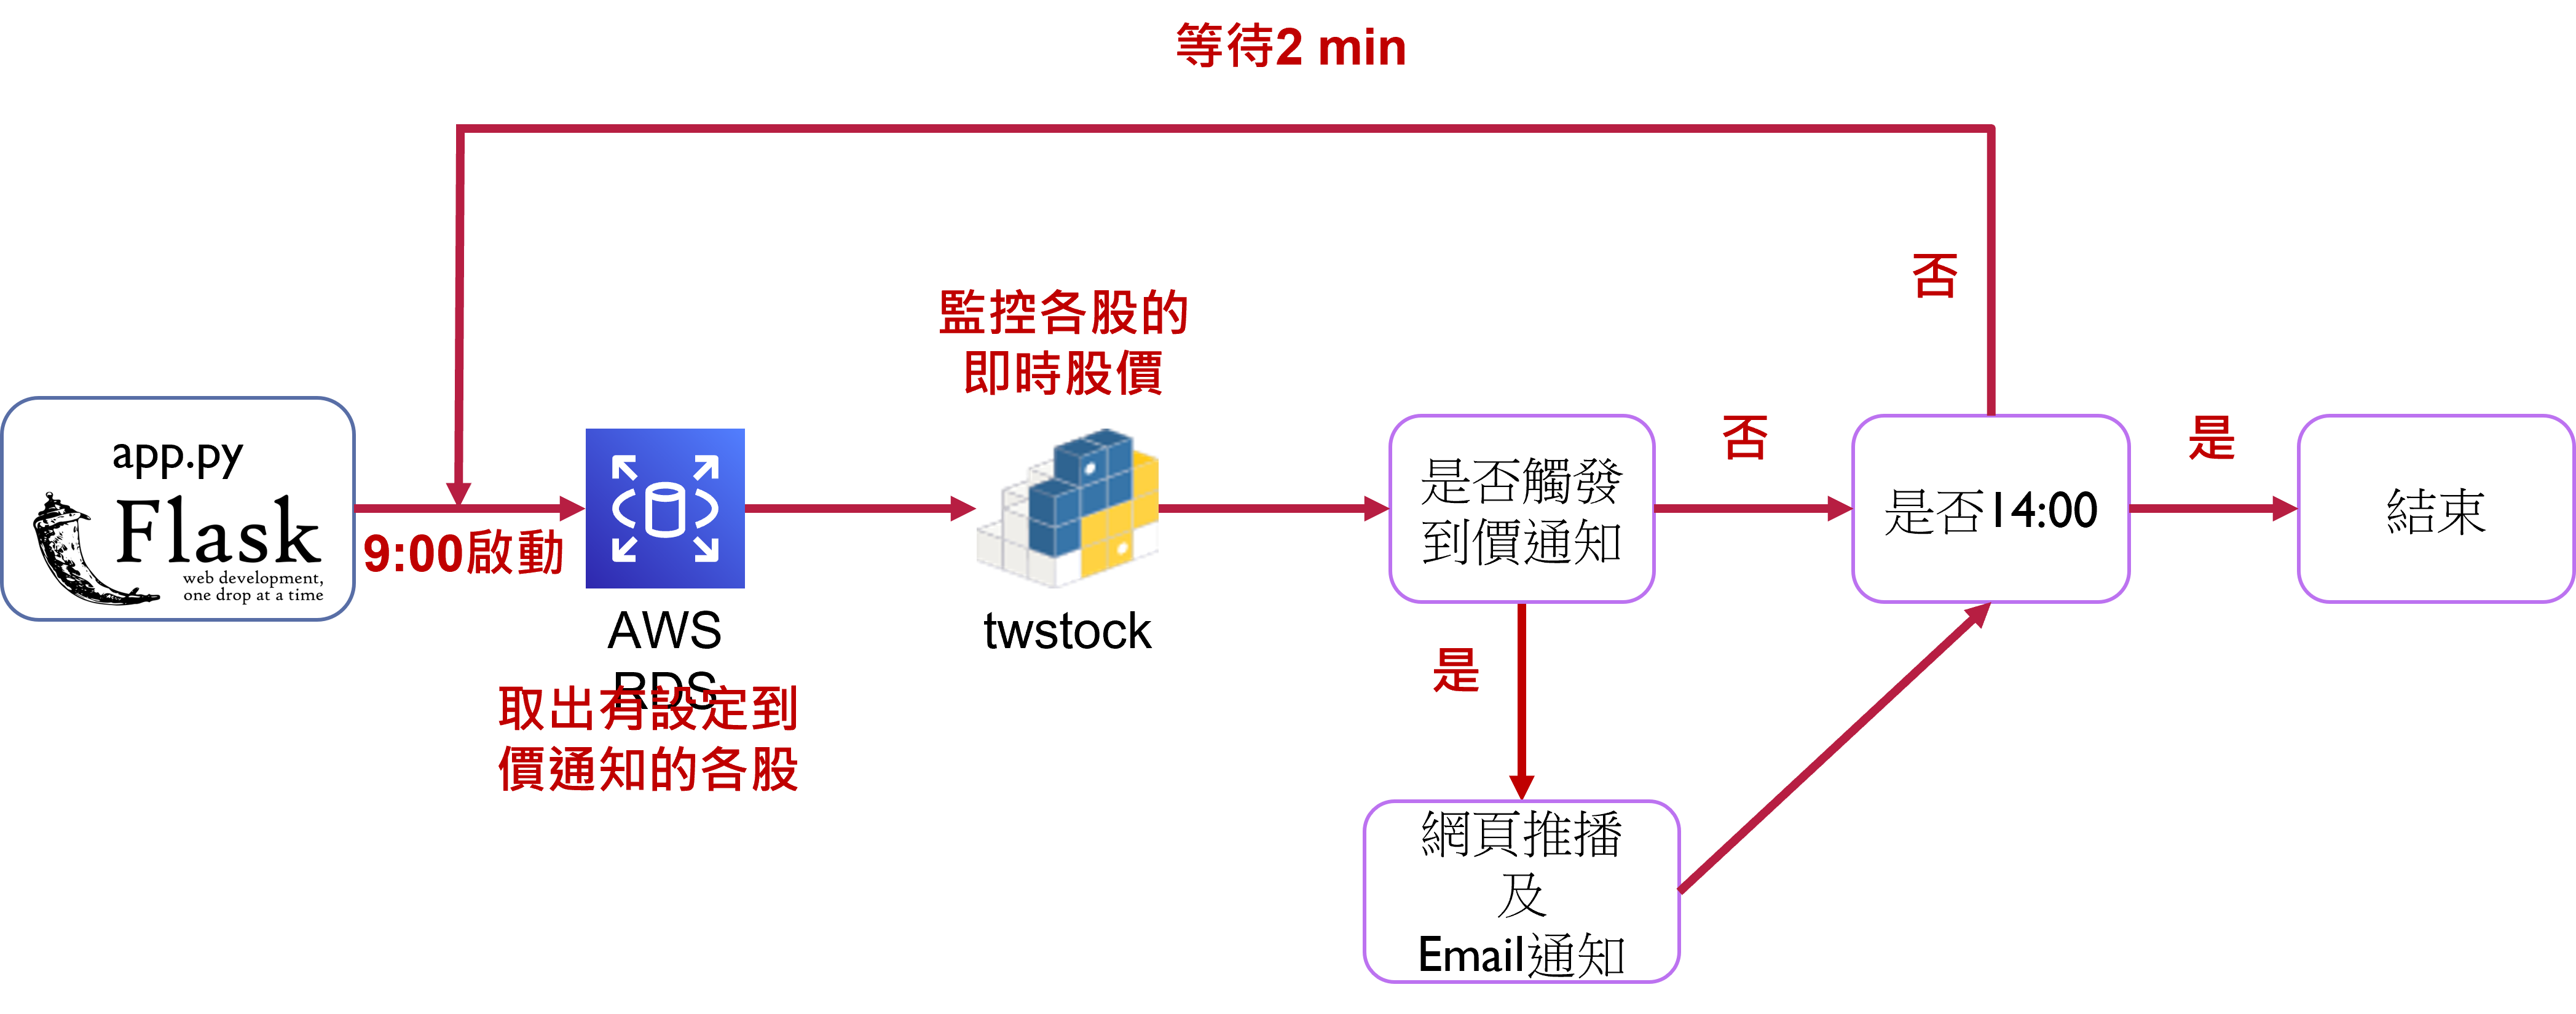 等待2 min
否
監控各股的
即時股價
app.py
Flask
web development,
one drop at a time
9:00啟動
AWS
RDS
取出有設定到
價通知的各股
twstock
是否觸發
到價通知
否
是
是否14:00
是
結束
網頁推播
及
Email通知